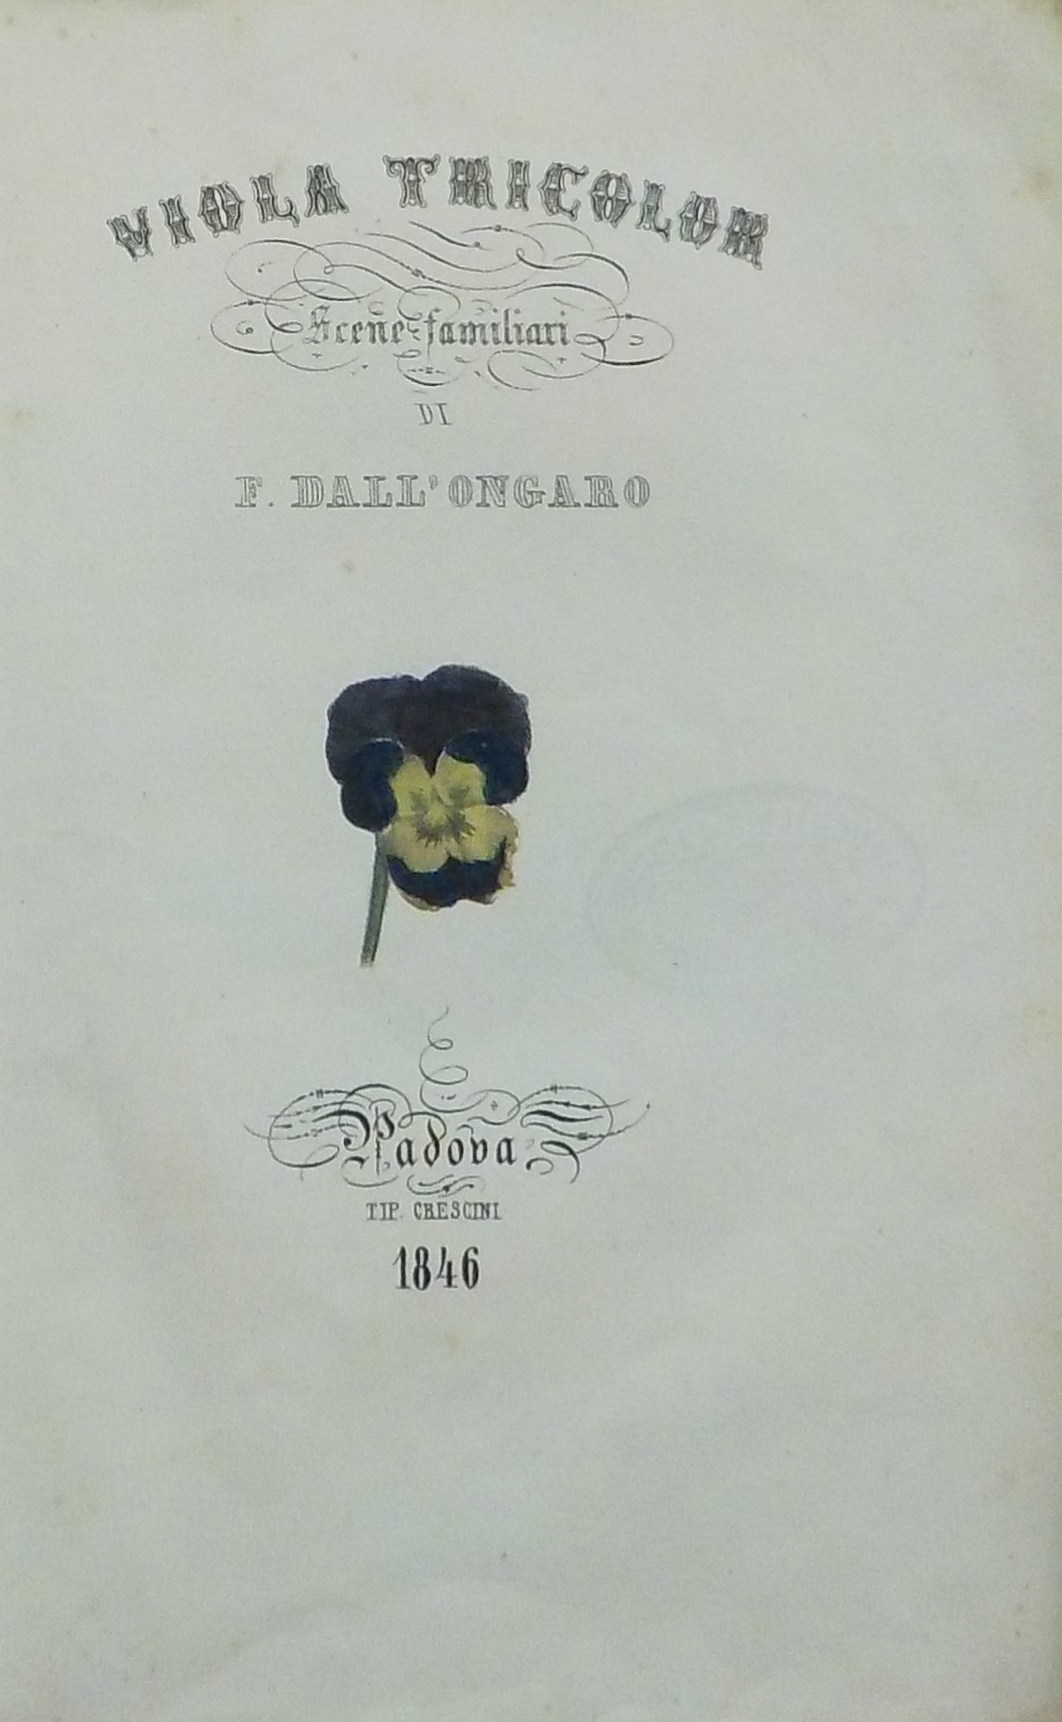 VIOLA TRICOLOR
Scene familiari
DI
F. DALL'ONGARO
Padova
TIP. CRESCINI
1846